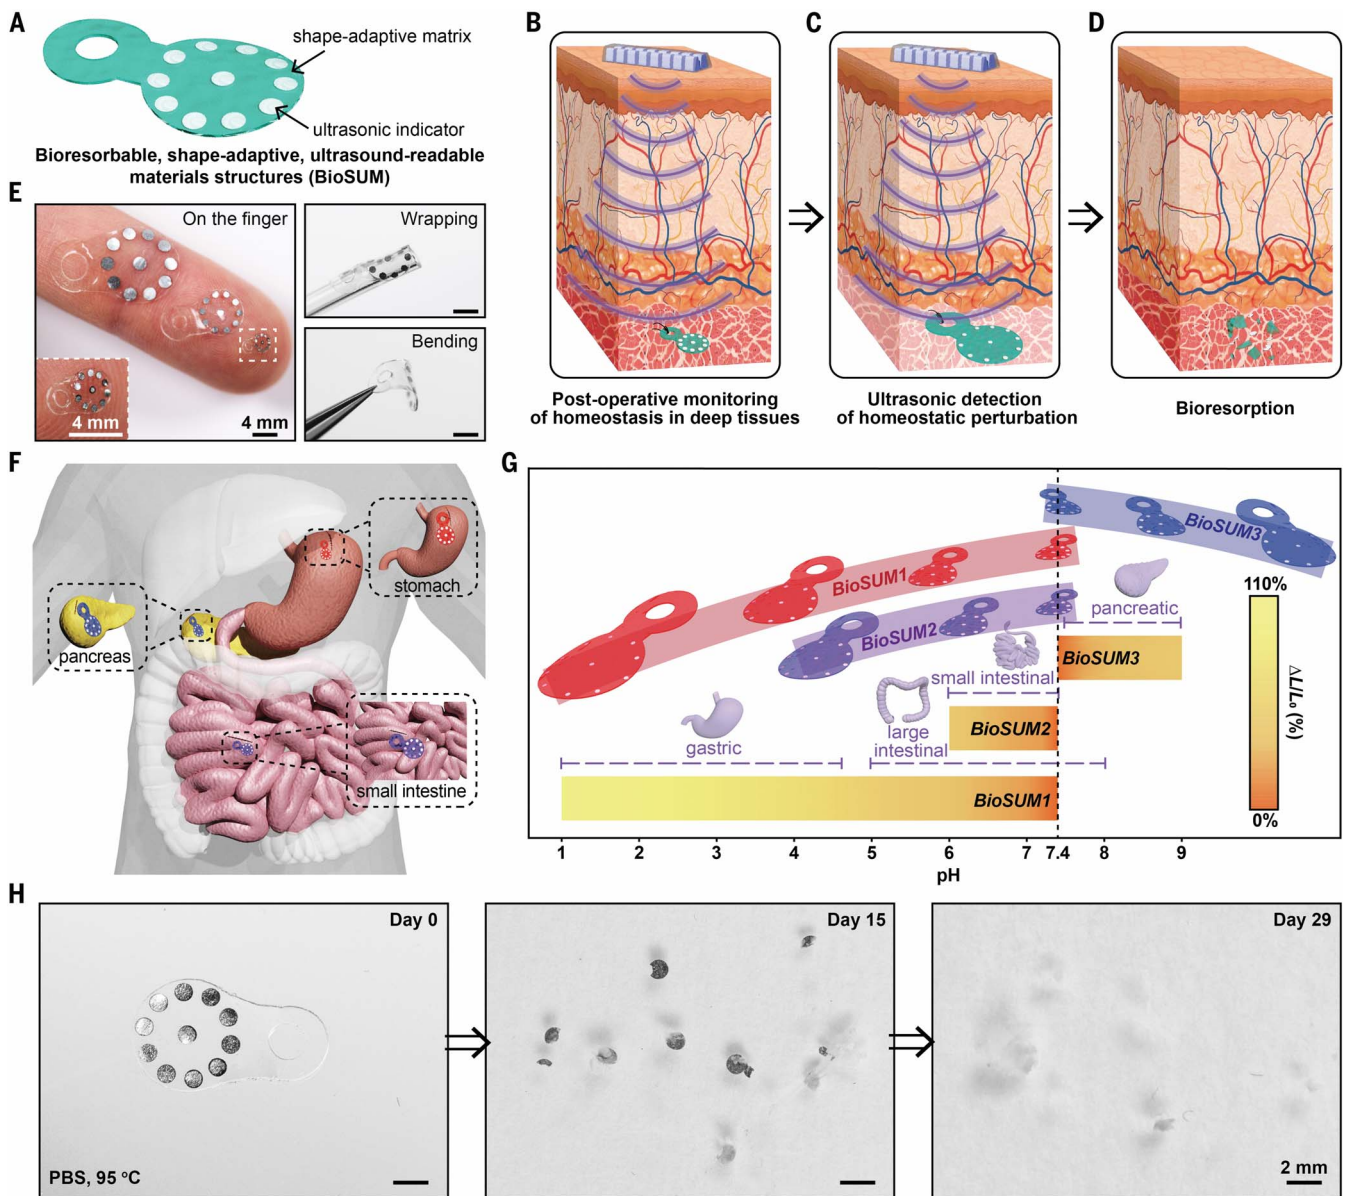 A
shape-adaptive matrix
ultrasonic indicator
Bioresorbable, shape-adaptive, ultrasound-readable
materials structures (BioSUM)
B
Post-operative monitoring
of homeostasis in deep tissues
C
Ultrasonic detection
of homeostatic perturbation
D
Bioresorption
E
On the finger
4 mm
4 mm
Wrapping
Bending
F
stomach
pancreas
small intestine
G
BioSUM3
BioSUM1
BioSUM2
pancreatic
BioSUM3
small intestinal
BioSUM2
large
intestinal
gastric
BioSUM1
110%
ΔL/L₀ (%)
0%
1 2 3 4 5 6 7 7.4 8 9
pH
H
Day 0
PBS, 95 °C
Day 15
Day 29
2 mm